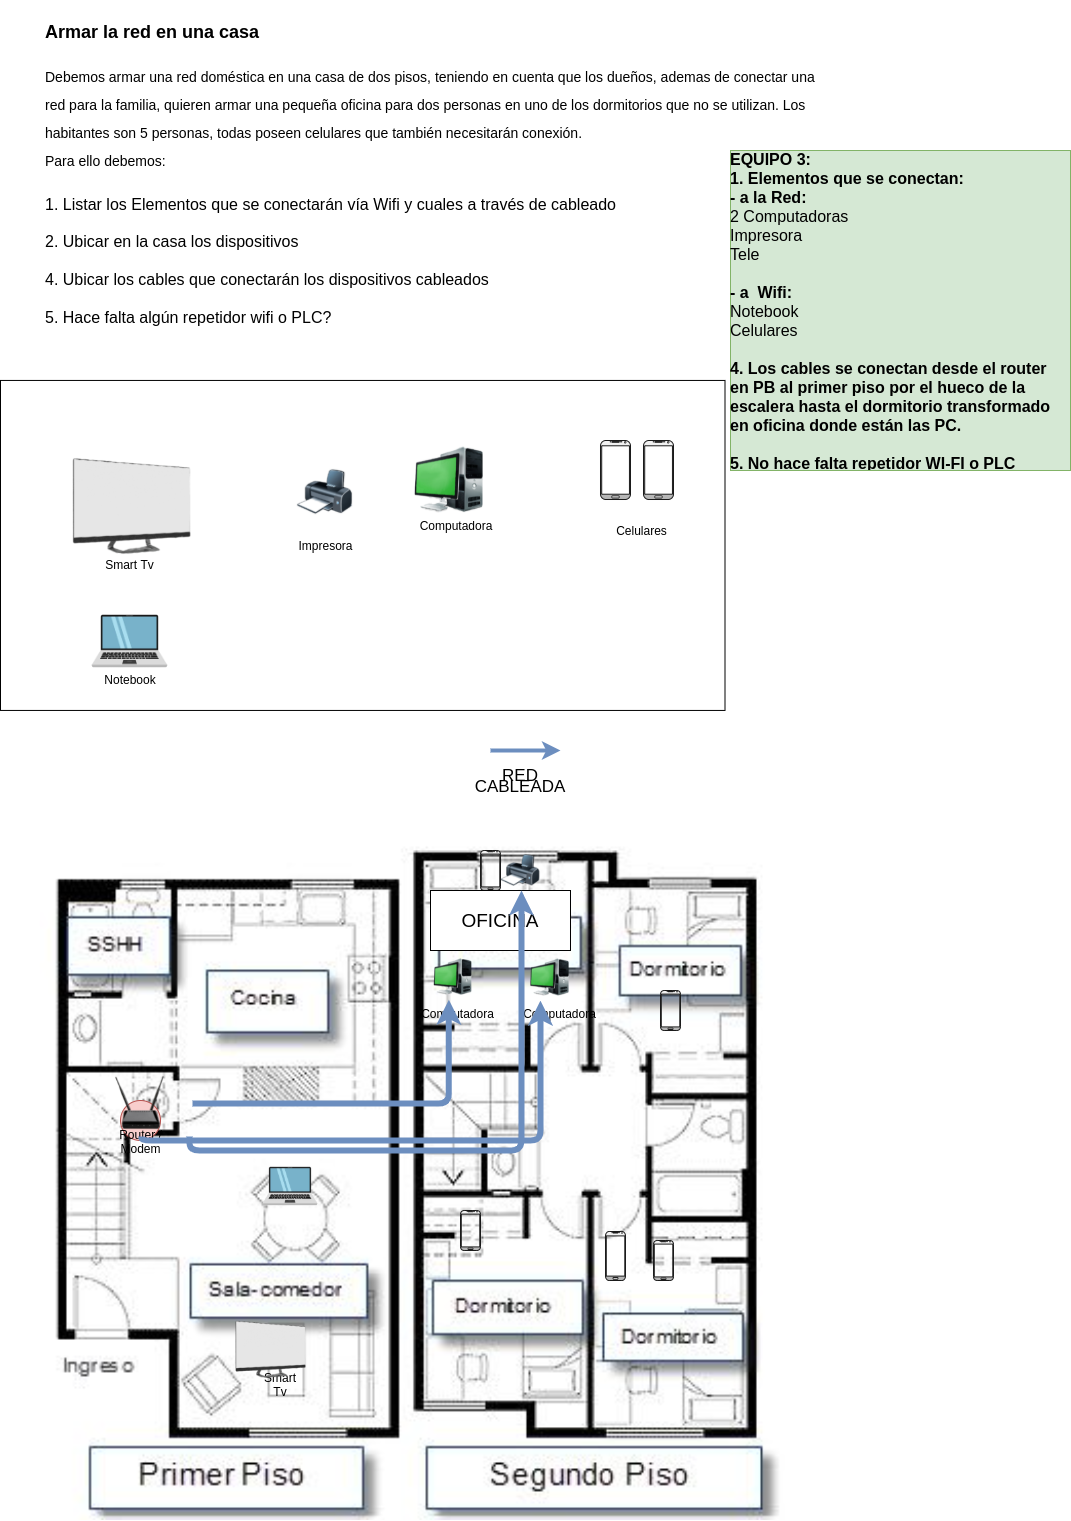 Armar la red en una casa
Debemos armar una red doméstica en una casa de dos pisos, teniendo en cuenta que los dueños, ademas de conectar una
red para la familia, quieren armar una pequeña oficina para dos personas en uno de los dormitorios que no se utilizan. Los
habitantes son 5 personas, todas poseen celulares que también necesitarán conexión.
Para ello debemos:
1. Listar los Elementos que se conectarán vía Wifi y cuales a través de cableado
2. Ubicar en la casa los dispositivos
4. Ubicar los cables que conectarán los dispositivos cableados
5. Hace falta algún repetidor wifi o PLC?
EQUIPO 3:
1. Elementos que se conectan:
- a la Red:
2 Computadoras
Impresora
Tele
- a Wifi:
Notebook
Celulares
4. Los cables se conectan desde el router
en PB al primer piso por el hueco de la
escalera hasta el dormitorio transformado
en oficina donde están las PC.
5. No hace falta repetidor WI-FI o PLC
Smart Tv
Impresora
Computadora
Celulares
Notebook
RED
CABLEADA
SSHH
Cocina
Router
Modem
Sala-comedor
Smart
Tv
Ingreso
Primer Piso
OFICINA
Computadora
Computadora
Dormitorio
Dormitorio
Dormitorio
Segundo Piso